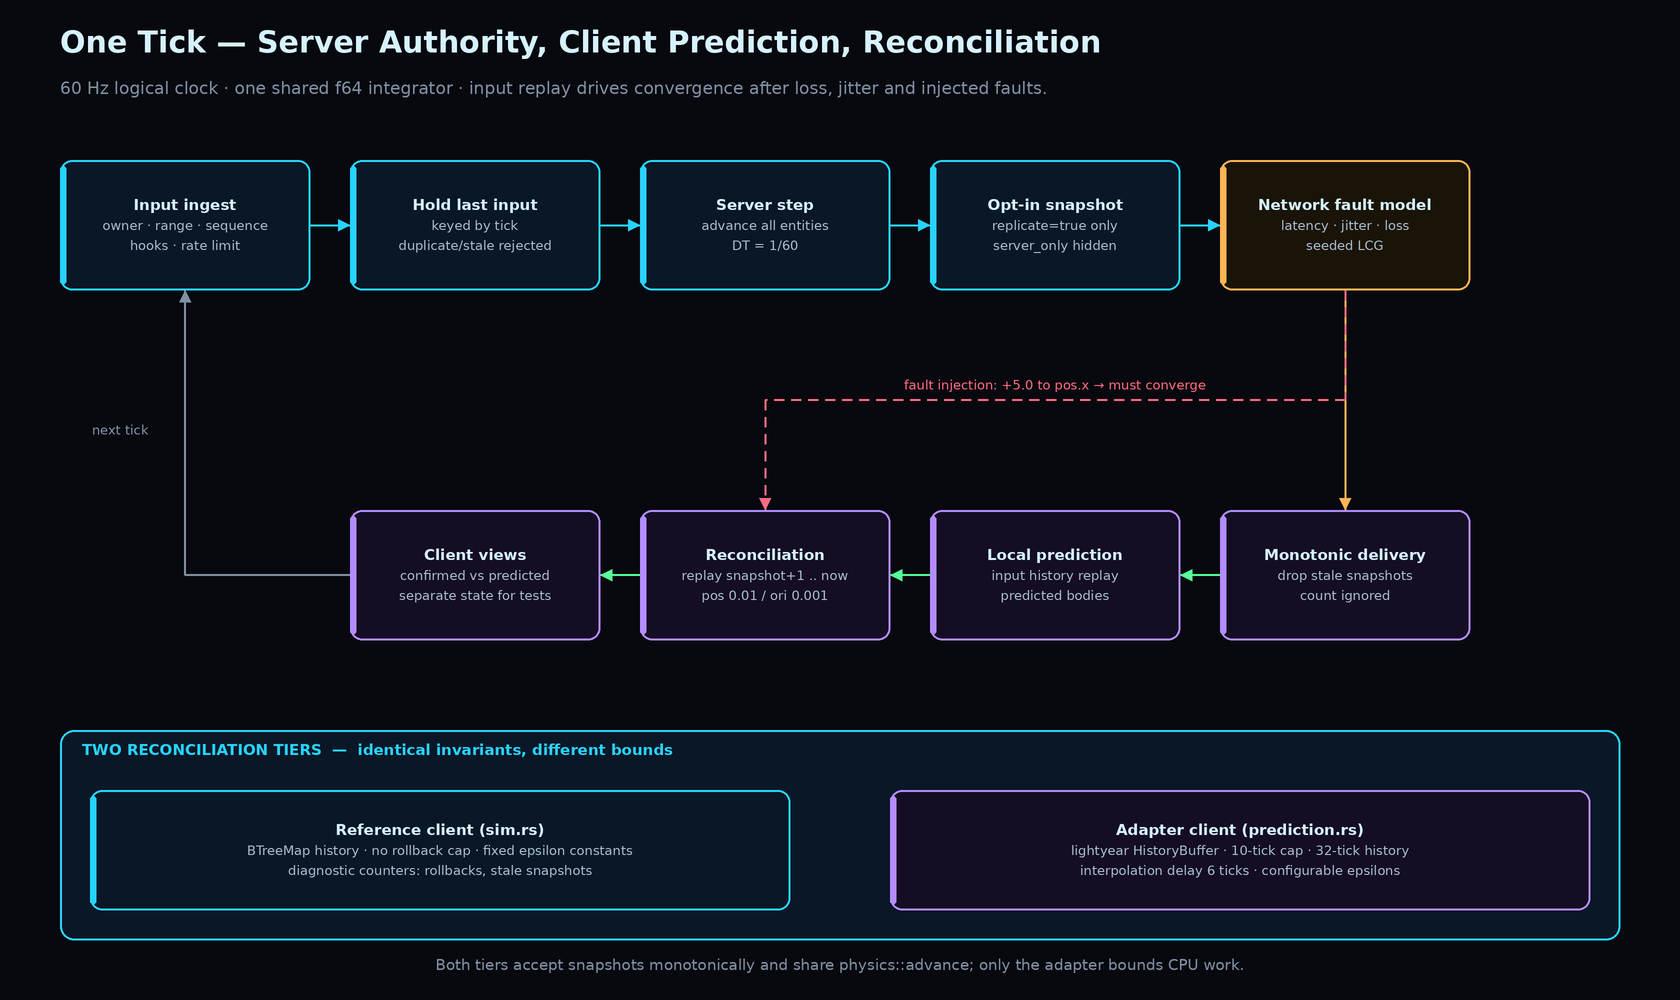 One Tick — Server Authority, Client Prediction, Reconciliation
60 Hz logical clock · one shared f64 integrator · input replay drives convergence after loss, jitter and injected faults.
Input ingest
owner · range · sequence
hooks · rate limit
Hold last input
keyed by tick
duplicate/stale rejected
Server step
advance all entities
DT = 1/60
Opt-in snapshot
replicate=true only
server_only hidden
Network fault model
latency · jitter · loss
seeded LCG
fault injection: +5.0 to pos.x → must converge
next tick
Client views
confirmed vs predicted
separate state for tests
Reconciliation
replay snapshot+1 .. now
pos 0.01 / ori 0.001
Local prediction
input history replay
predicted bodies
Monotonic delivery
drop stale snapshots
count ignored
TWO RECONCILIATION TIERS — identical invariants, different bounds
Reference client (sim.rs)
BTreeMap history · no rollback cap · fixed epsilon constants
diagnostic counters: rollbacks, stale snapshots
Adapter client (prediction.rs)
lightyear HistoryBuffer · 10-tick cap · 32-tick history
interpolation delay 6 ticks · configurable epsilons
Both tiers accept snapshots monotonically and share physics::advance; only the adapter bounds CPU work.